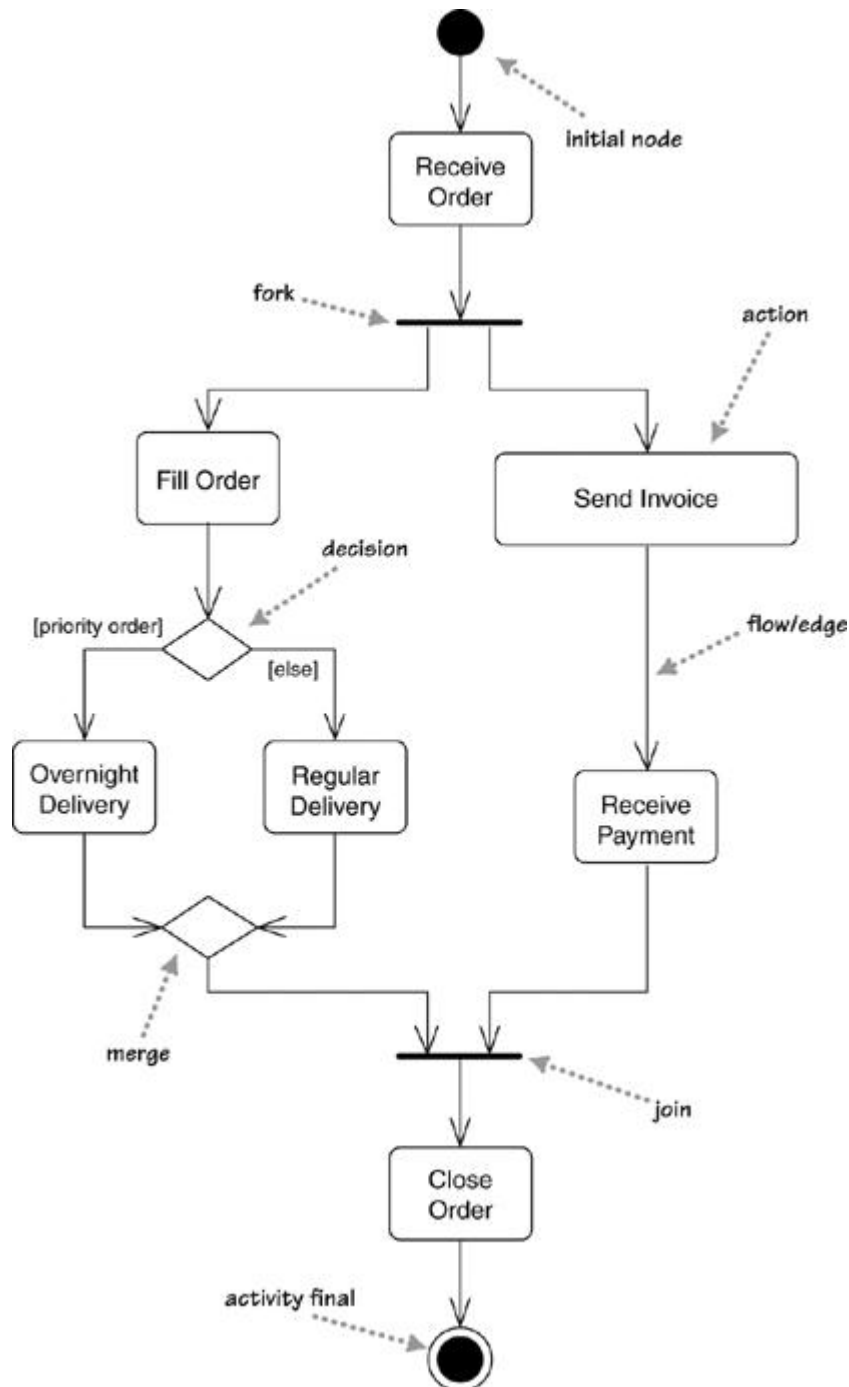 initial node
Receive
Order
fork
action
Fill Order
Send Invoice
decision
[priority order]
[else]
flow/edge
Overnight
Delivery
Regular
Delivery
Receive
Payment
merge
join
Close
Order
activity final